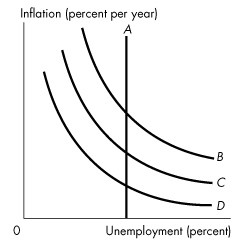 Inflation (percent per year)
A
B
C
D
0 Unemployment (percent)